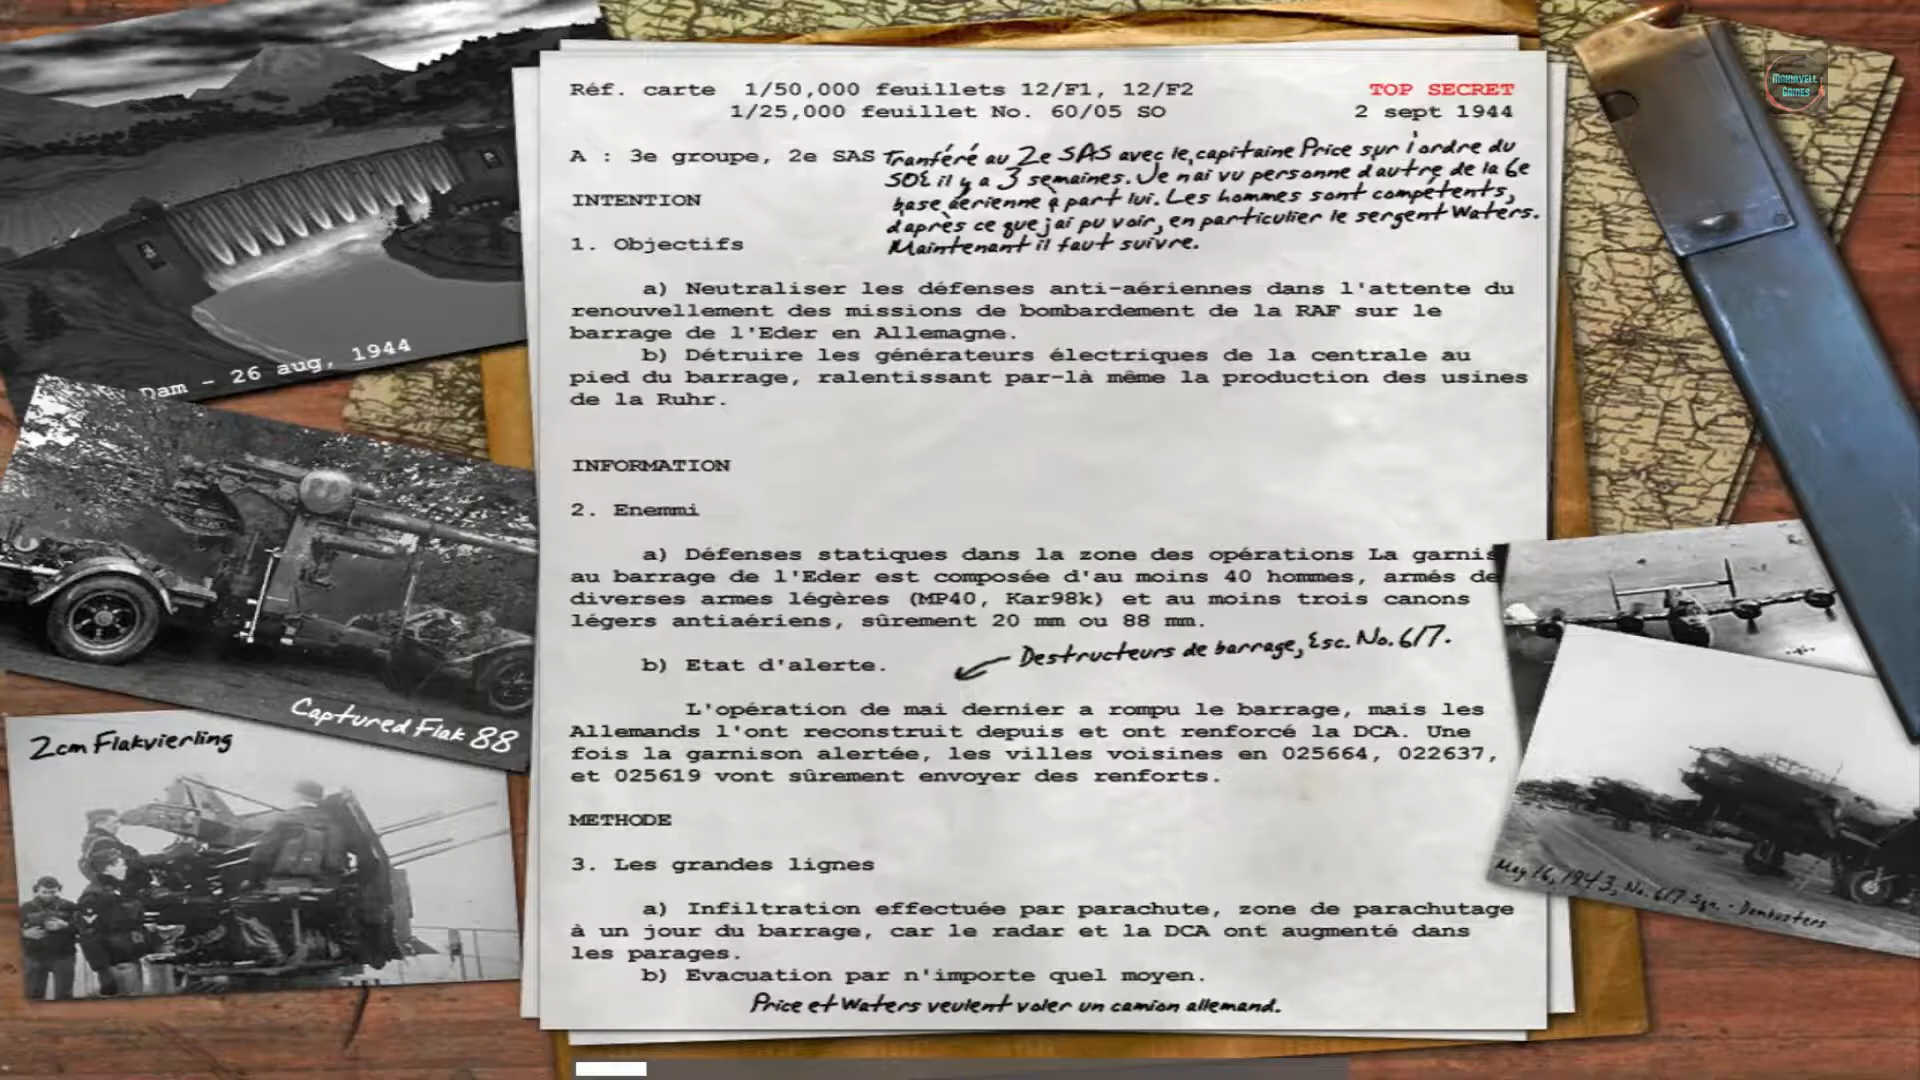 Réf. carte 1/50,000 feuillets 12/F1, 12/F2
TOP SECRET
1/25,000 feuillet No. 60/05 SO
2 sept 1944
A : 3e groupe, 2e SAS
Tranféré au 2e SAS avec le capitaine Price sur l'ordre du
SOE il y a 3 semaines. Je n'ai vu personne d'autre de la 6e
base aérienne à part lui. Les hommes sont compétents,
d'après ce que j'ai pu voir, en particulier le sergent Waters.
Maintenant il faut suivre.
INTENTION
1. Objectifs
a) Neutraliser les défenses anti-aériennes dans l'attente du
renouvellement des missions de bombardement de la RAF sur le
barrage de l'Eder en Allemagne.
b) Détruire les générateurs électriques de la centrale au
pied du barrage, ralentissant par-là même la production des usines
de la Ruhr.
INFORMATION
2. Enemmi
a) Défenses statiques dans la zone des opérations La garnis
au barrage de l'Eder est composée d'au moins 40 hommes, armés de
diverses armes légères (MP40, Kar98k) et au moins trois canons
légers antiaériens, sûrement 20 mm ou 88 mm.
Destructeurs de barrage, Esc. No. 617.
b) Etat d'alerte.
L'opération de mai dernier a rompu le barrage, mais les
Allemands l'ont reconstruit depuis et ont renforcé la DCA. Une
fois la garnison alertée, les villes voisines en 025664, 022637,
et 025619 vont sûrement envoyer des renforts.
METHODE
3. Les grandes lignes
a) Infiltration effectuée par parachute, zone de parachutage
à un jour du barrage, car le radar et la DCA ont augmenté dans
les parages.
b) Evacuation par n'importe quel moyen.
Price et Waters veulent voler un camion allemand.
Dam - 26 aug, 1944
Captured Flak 88
2cm Flakvierling
May 16, 1943, No. 617 Sqn. - Dambusters
Games